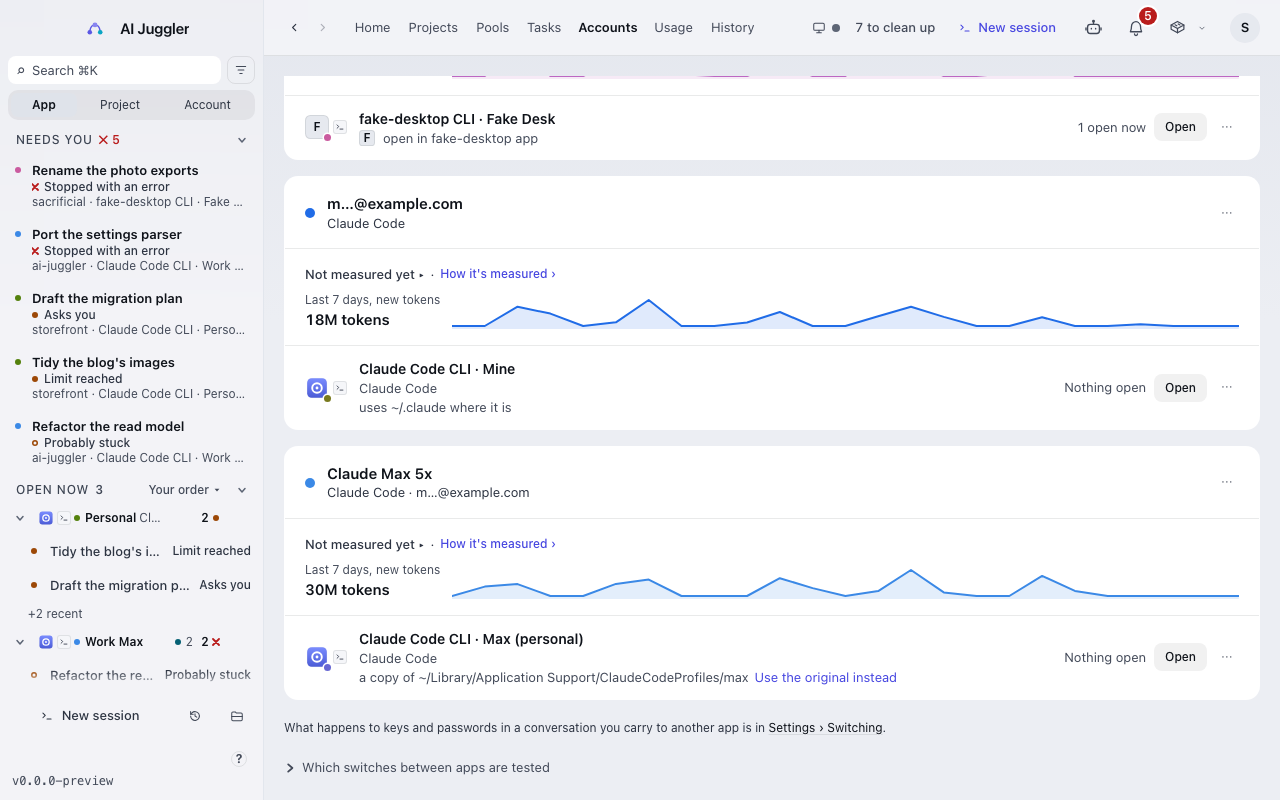 AI Juggler
Search ⌘K
App Project Account
NEEDS YOU 5
Rename the photo exports
Stopped with an error
sacrificial · fake-desktop CLI · Fake ...
Port the settings parser
Stopped with an error
ai-juggler · Claude Code CLI · Work ...
Draft the migration plan
Asks you
storefront · Claude Code CLI · Perso...
Tidy the blog's images
Limit reached
storefront · Claude Code CLI · Perso...
Refactor the read model
Probably stuck
ai-juggler · Claude Code CLI · Work ...
OPEN NOW 3 Your order
Personal Cl... 2
Tidy the blog's i... Limit reached
Draft the migration p... Asks you
+2 recent
Work Max 2 2
Refactor the re... Probably stuck
New session
?
v0.0.0-preview
Home Projects Pools Tasks Accounts Usage History
7 to clean up
New session
5
S
F
fake-desktop CLI · Fake Desk
F open in fake-desktop app
1 open now Open ...
m...@example.com
Claude Code
...
Not measured yet ▸ · How it's measured ›
Last 7 days, new tokens
18M tokens
Claude Code CLI · Mine
Claude Code
uses ~/.claude where it is
Nothing open Open ...
Claude Max 5x
Claude Code · m...@example.com
...
Not measured yet ▸ · How it's measured ›
Last 7 days, new tokens
30M tokens
Claude Code CLI · Max (personal)
Claude Code
a copy of ~/Library/Application Support/ClaudeCodeProfiles/max Use the original instead
Nothing open Open ...
What happens to keys and passwords in a conversation you carry to another app is in Settings › Switching.
Which switches between apps are tested